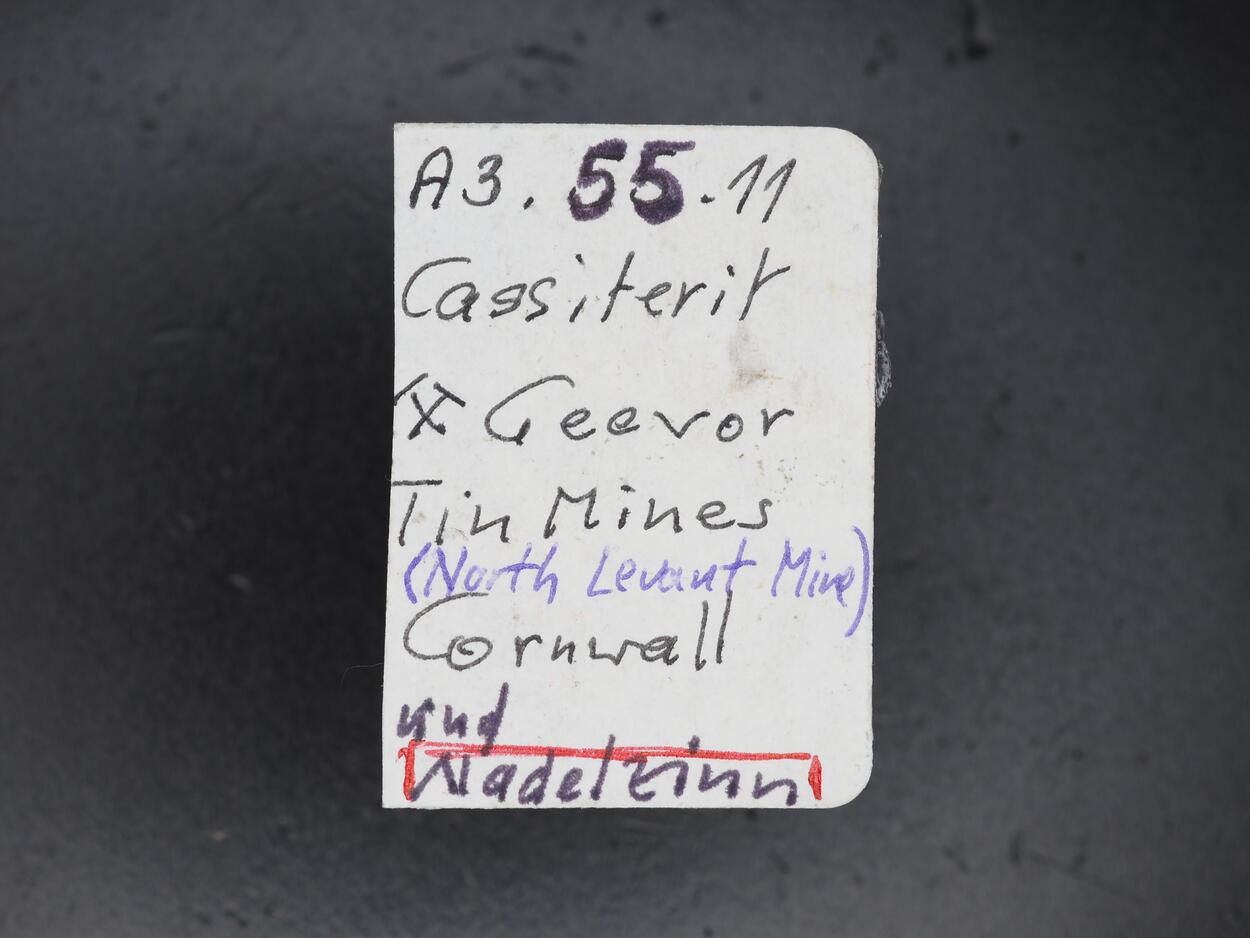 A3.55.11
Cassiterit
⚒ Geevor
Tin Mines
(North Levant Mine)
Cornwall
und
Nadelzinn